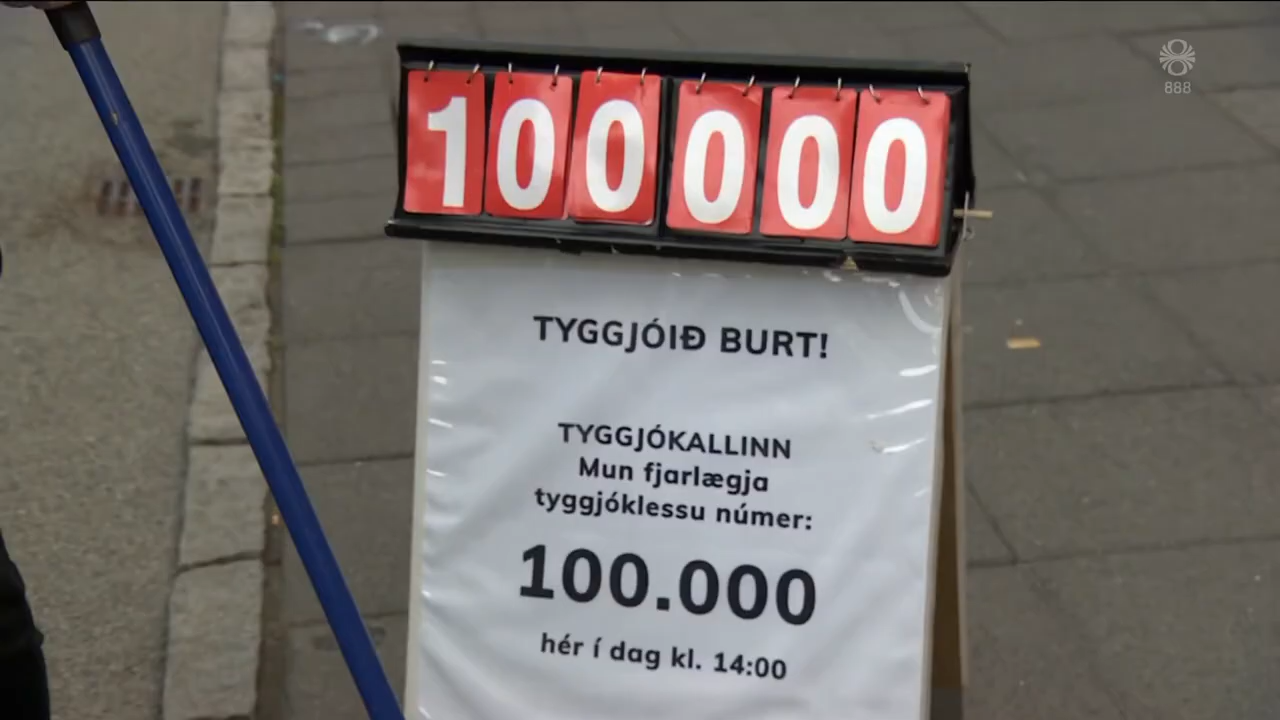 888
100000
TYGGJÓIÐ BURT!
TYGGJÓKALLINN
Mun fjarlægja
tyggjóklessu númer:
100.000
hér í dag kl. 14:00